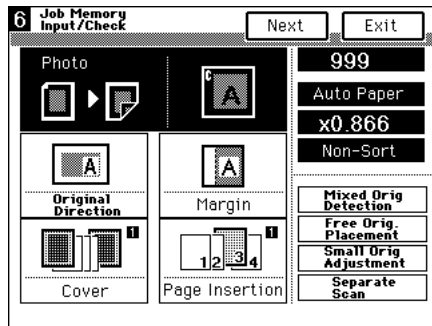 6 Job Memory
Input/Check
Next
Exit
Photo
C
A
999
Auto Paper
x0.866
Non-Sort
A
Original
Direction
A
Margin
Mixed Orig
Detection
Free Orig.
Placement
Small Orig
Adjustment
Separate
Scan
1
Cover
1
1 2 3 4
Page Insertion